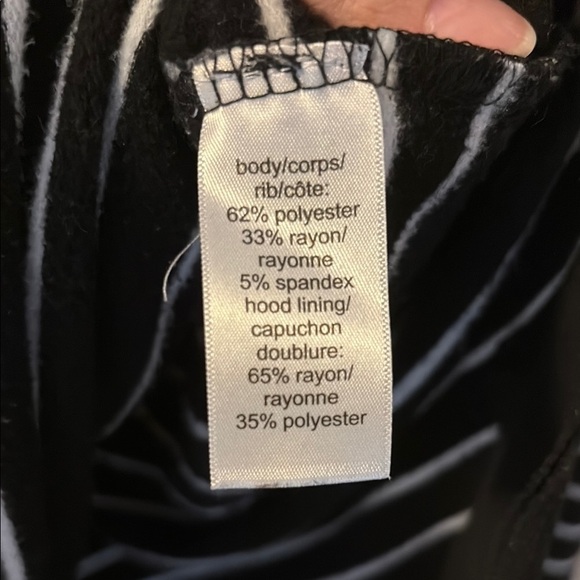 body/corps/
rib/côte:
62% polyester
33% rayon/
rayonne
5% spandex
hood lining/
capuchon
doublure:
65% rayon/
rayonne
35% polyester